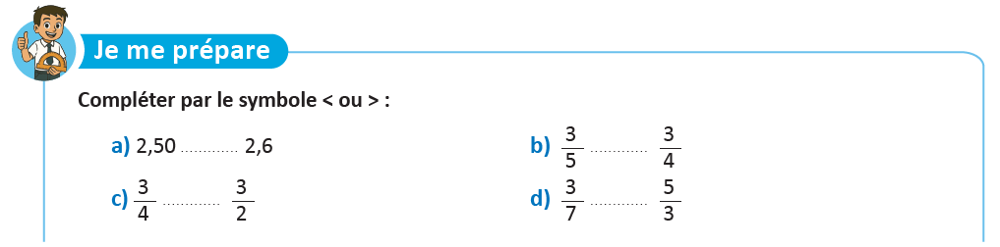 Je me prépare
Compléter par le symbole < ou > :
a) 2,50 ............. 2,6
b) 3/5 ............. 3/4
c) 3/4 ............. 3/2
d) 3/7 ............. 5/3